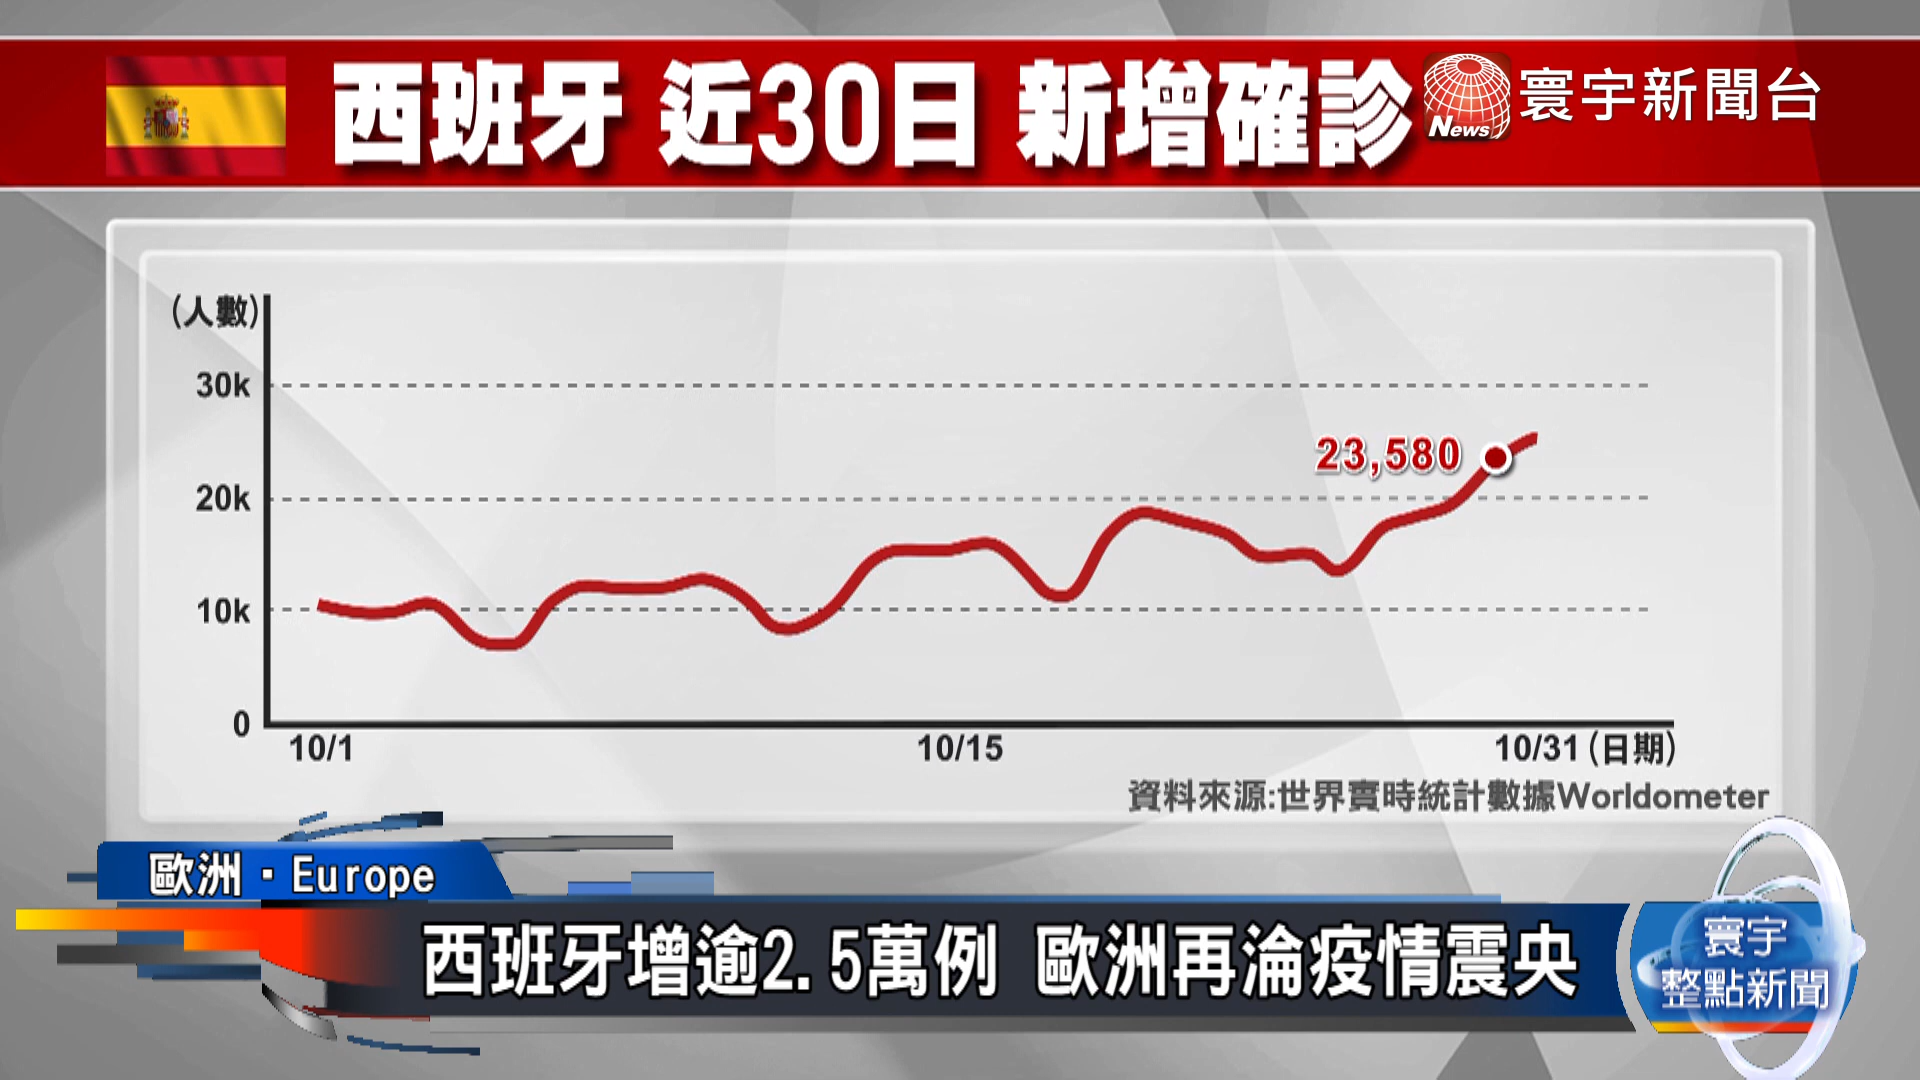 西班牙 近30日 新增確診
News 寰宇新聞台
(人數)
30k
23,580
20k
10k
0
10/1 10/15 10/31 (日期)
資料來源:世界實時統計數據Worldometer
歐洲·Europe
西班牙增逾2.5萬例 歐洲再淪疫情震央
寰宇
整點新聞